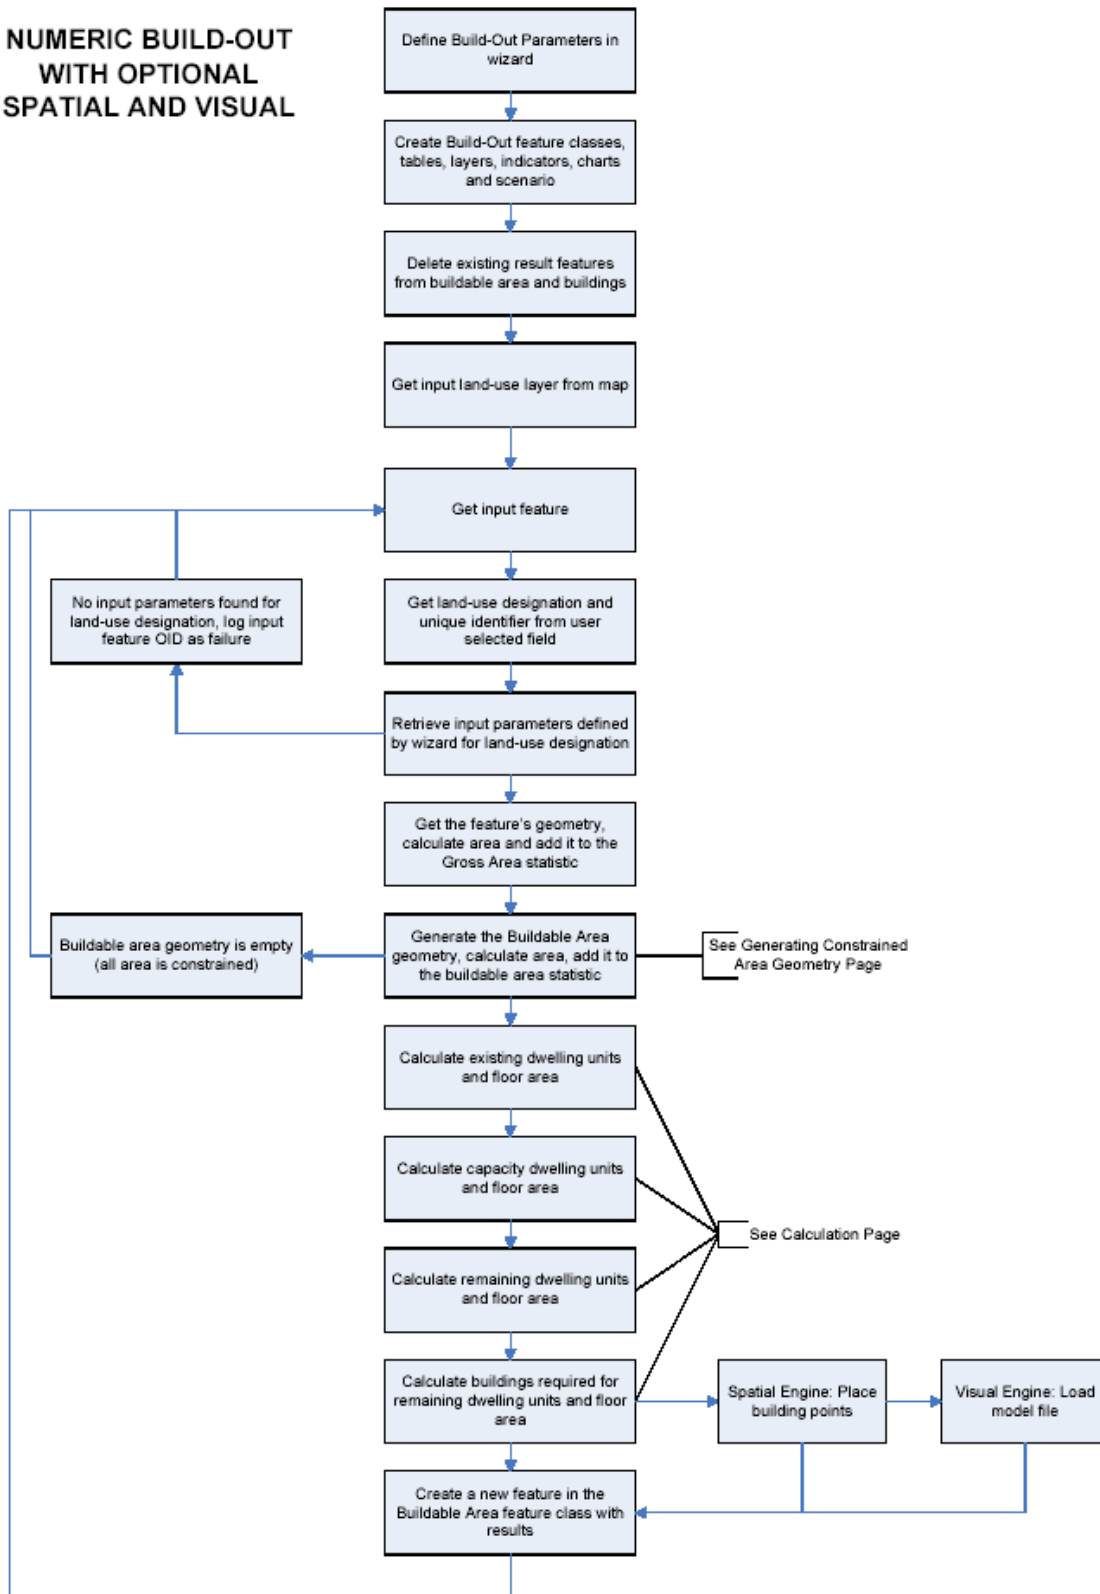 NUMERIC BUILD-OUT
WITH OPTIONAL
SPATIAL AND VISUAL
Define Build-Out Parameters in
wizard
Create Build-Out feature classes,
tables, layers, indicators, charts
and scenario
Delete existing result features
from buildable area and buildings
Get input land-use layer from map
Get input feature
No input parameters found for
land-use designation, log input
feature OID as failure
Get land-use designation and
unique identifier from user
selected field
Retrieve input parameters defined
by wizard for land-use designation
Get the feature's geometry,
calculate area and add it to the
Gross Area statistic
Buildable area geometry is empty
(all area is constrained)
Generate the Buildable Area
geometry, calculate area, add it to
the buildable area statistic
See Generating Constrained
Area Geometry Page
Calculate existing dwelling units
and floor area
Calculate capacity dwelling units
and floor area
See Calculation Page
Calculate remaining dwelling units
and floor area
Calculate buildings required for
remaining dwelling units and floor
area
Spatial Engine: Place
building points
Visual Engine: Load
model file
Create a new feature in the
Buildable Area feature class with
results